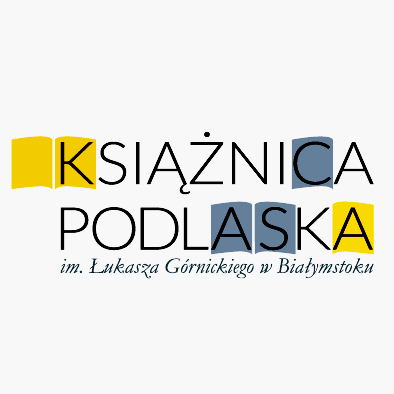 KSIĄŻNICA
PODLASKA
im. Łukasza Górnickiego w Białymstoku